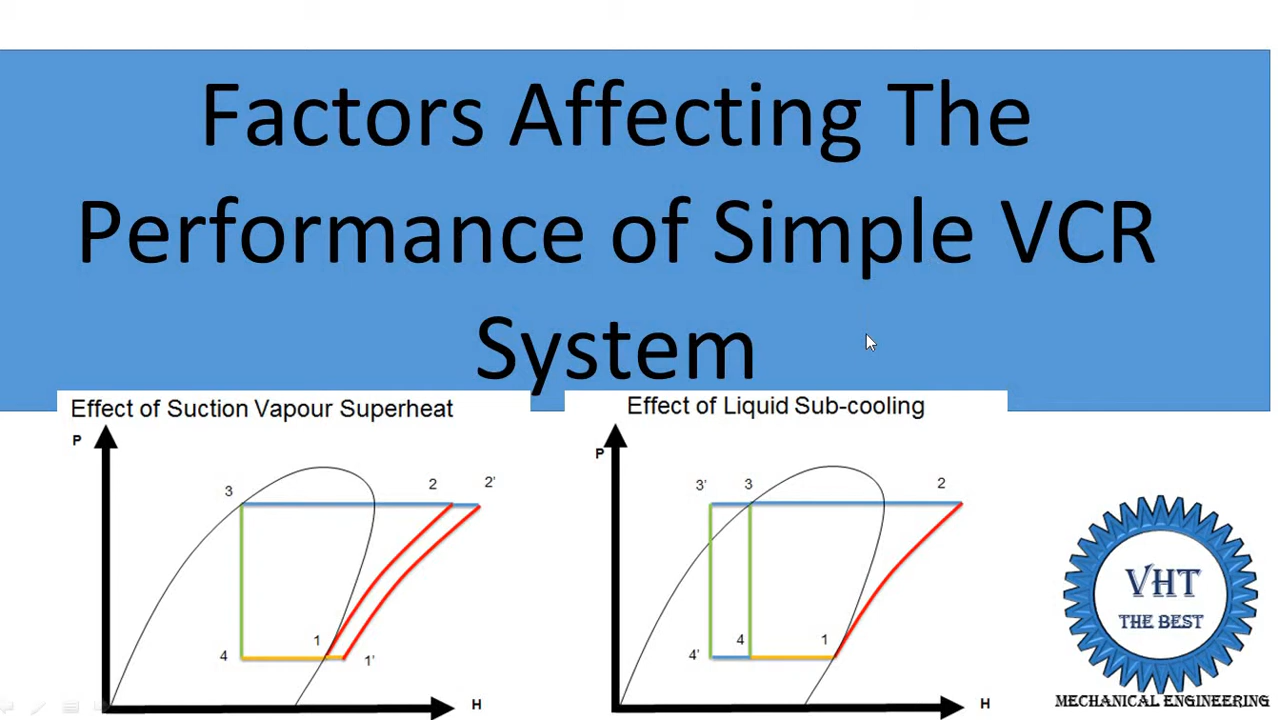 Factors Affecting The
Performance of Simple VCR
System
Effect of Suction Vapour Superheat
P
3
2
2'
1
4
1'
H
Effect of Liquid Sub-cooling
P
3'
3
2
4'
4
1
H
VHT
THE BEST
MECHANICAL ENGINEERING